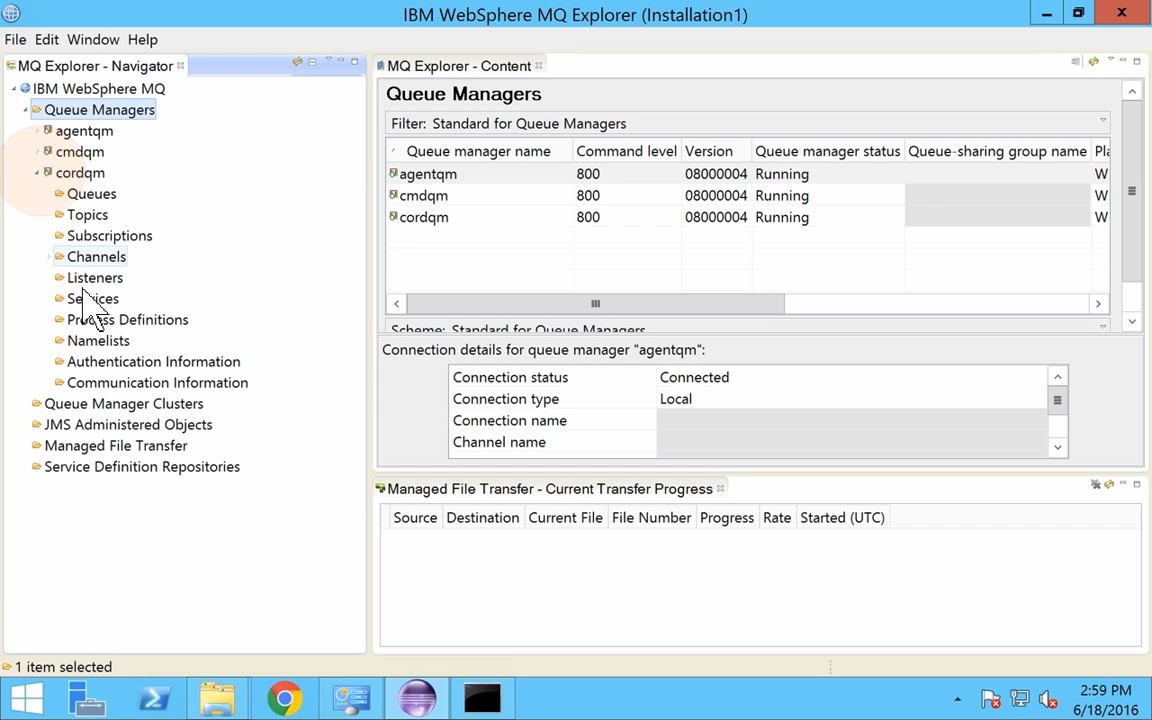 IBM WebSphere MQ Explorer (Installation1)
File Edit Window Help
MQ Explorer - Navigator
IBM WebSphere MQ
Queue Managers
agentqm
cmdqm
cordqm
Queues
Topics
Subscriptions
Channels
Listeners
Services
Process Definitions
Namelists
Authentication Information
Communication Information
Queue Manager Clusters
JMS Administered Objects
Managed File Transfer
Service Definition Repositories
MQ Explorer - Content
Queue Managers
Filter: Standard for Queue Managers
Queue manager name Command level Version Queue manager status Queue-sharing group name Pla
agentqm 800 08000004 Running W
cmdqm 800 08000004 Running W
cordqm 800 08000004 Running W
Scheme: Standard for Queue Managers
Connection details for queue manager "agentqm":
Connection status Connected
Connection type Local
Connection name
Channel name
Managed File Transfer - Current Transfer Progress
Source Destination Current File File Number Progress Rate Started (UTC)
1 item selected
2:59 PM
6/18/2016